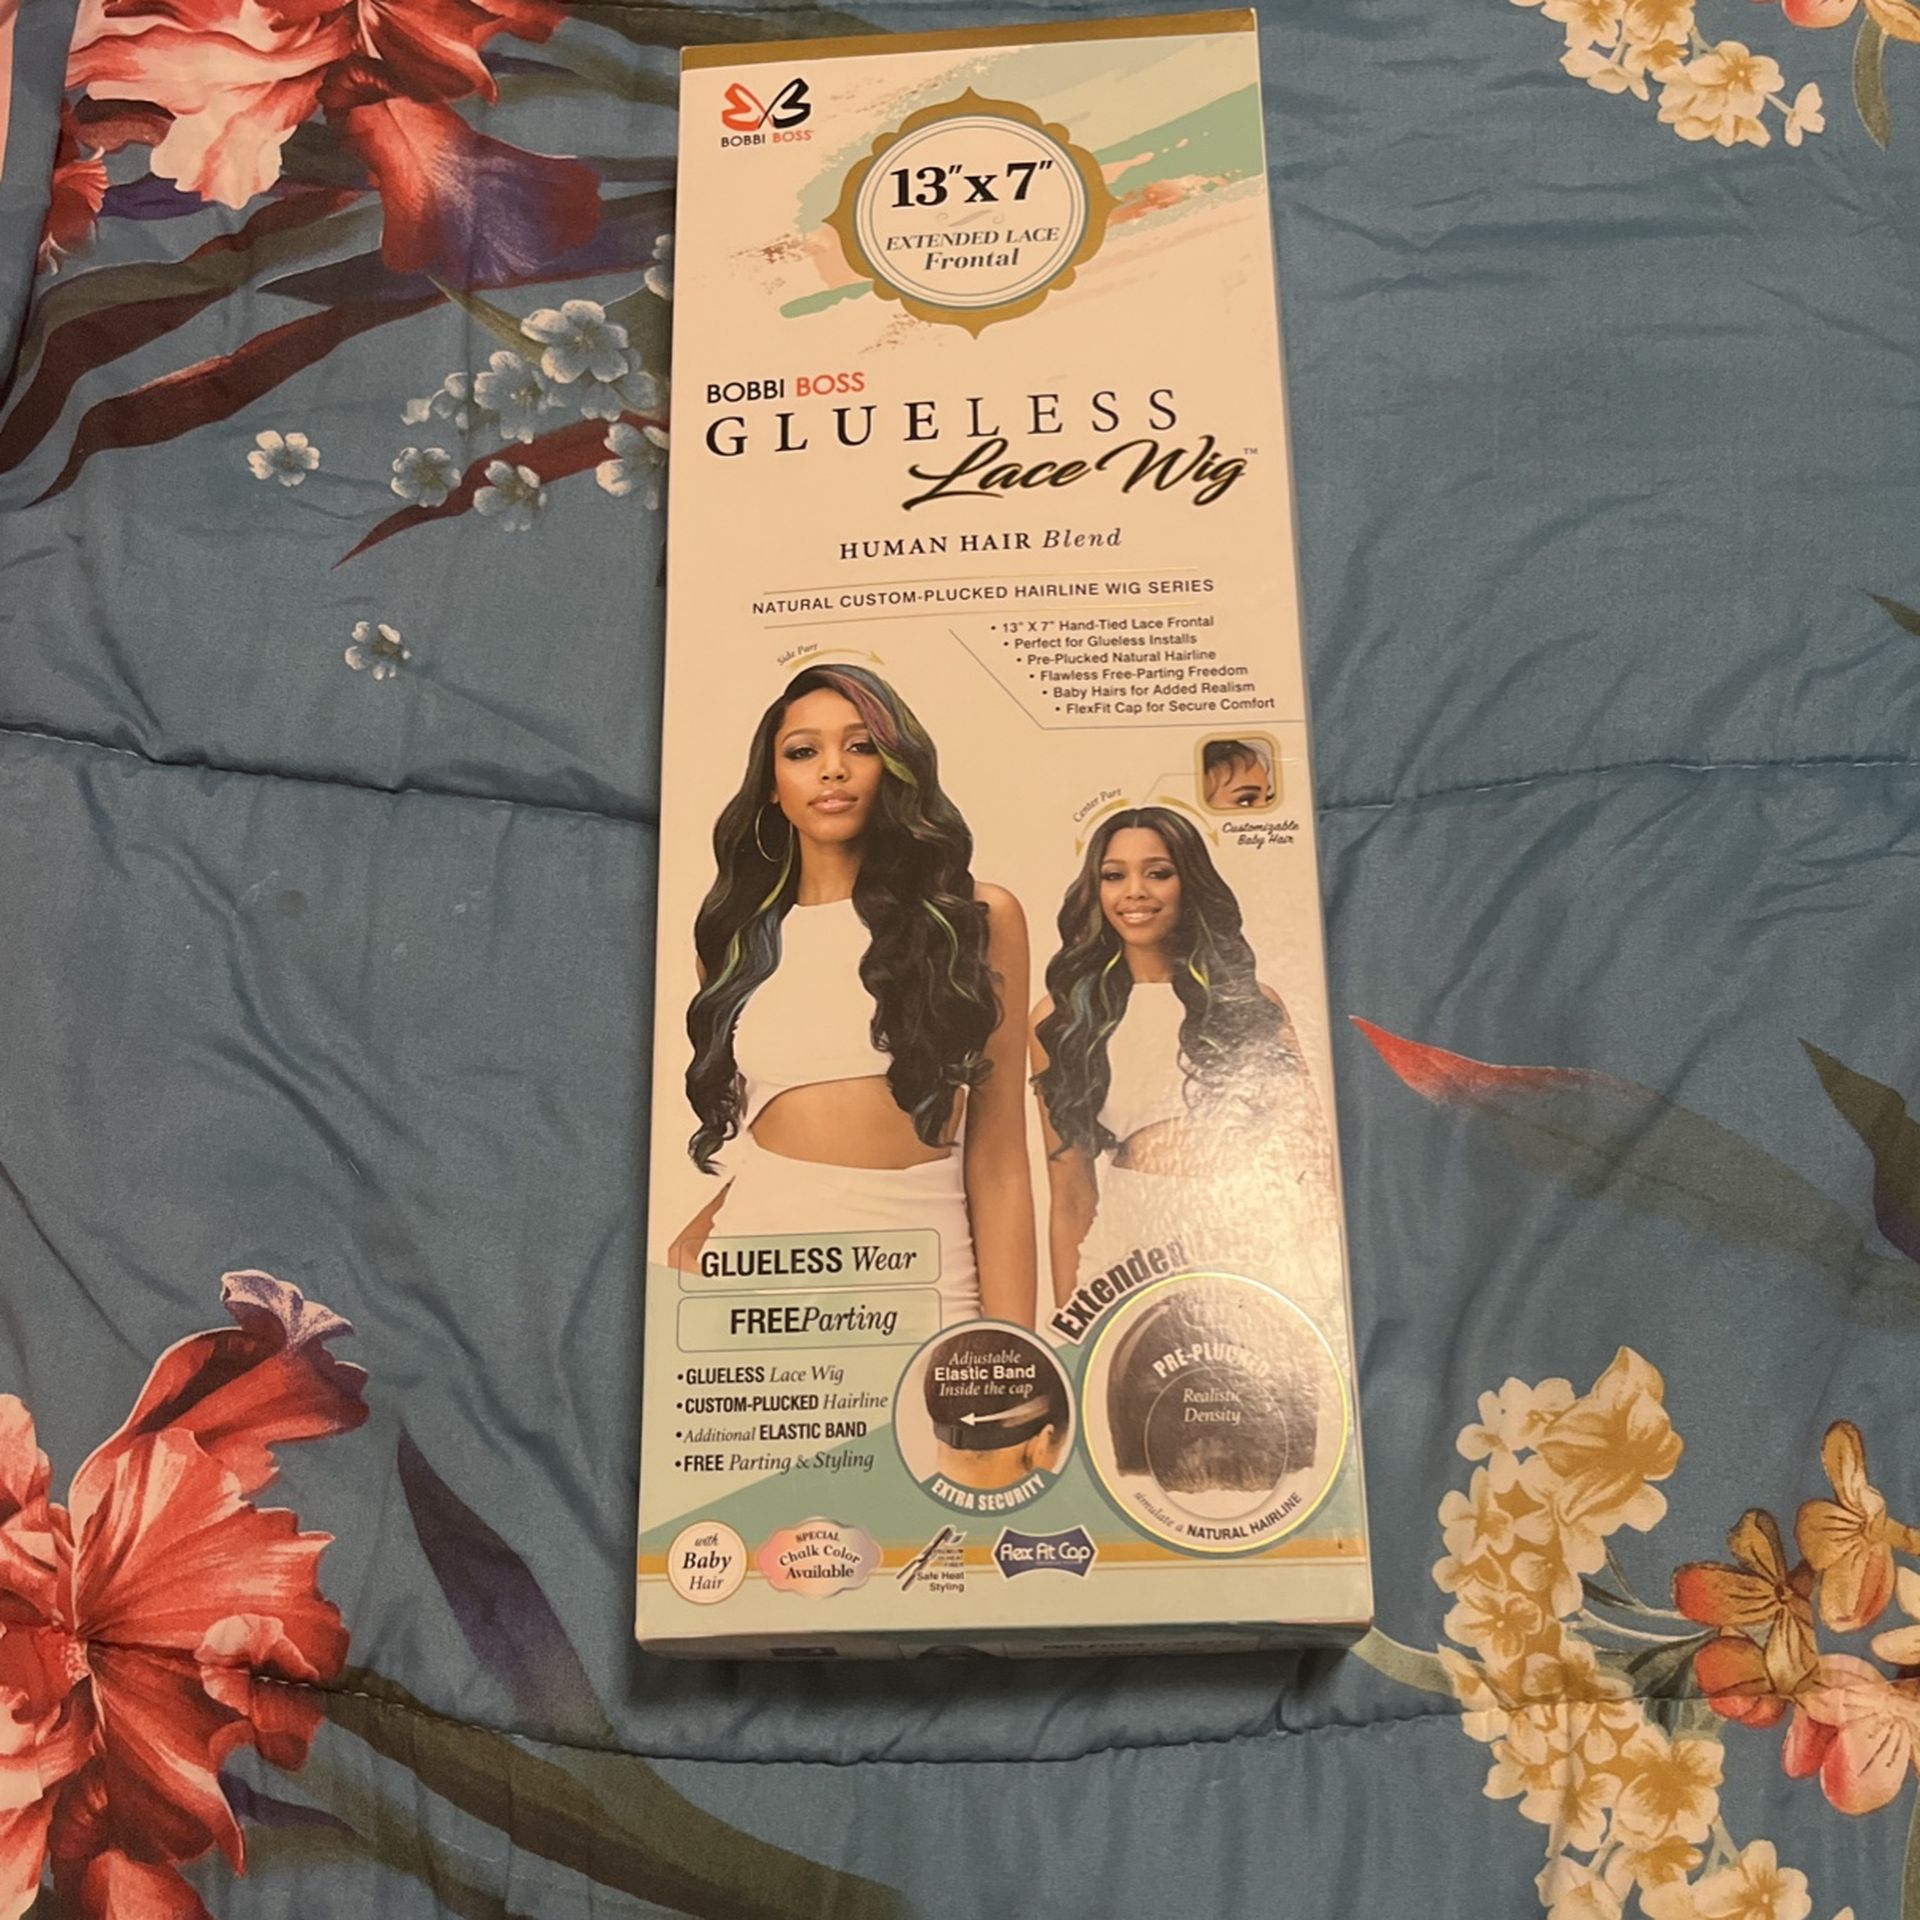 BOBBI BOSS
13" x 7"
EXTENDED LACE
Frontal
BOBBI BOSS
GLUELESS
Lace Wig™
HUMAN HAIR Blend
NATURAL CUSTOM-PLUCKED HAIRLINE WIG SERIES
• 13" X 7" Hand-Tied Lace Frontal
• Perfect for Glueless Installs
• Pre-Plucked Natural Hairline
• Flawless Free-Parting Freedom
• Baby Hairs for Added Realism
• FlexFit Cap for Secure Comfort
Side Part
Center Part
Customizable
Baby Hair
GLUELESS Wear
FREE Parting
• GLUELESS Lace Wig
• CUSTOM-PLUCKED Hairline
• Additional ELASTIC BAND
• FREE Parting & Styling
Adjustable
Elastic Band
Inside the cap
EXTRA SECURITY
Extended
PRE-PLUCKED
Realistic
Density
simulate a NATURAL HAIRLINE
with
Baby
Hair
SPECIAL
Chalk Color
Available
Safe Heat
Styling
Flex Fit Cap